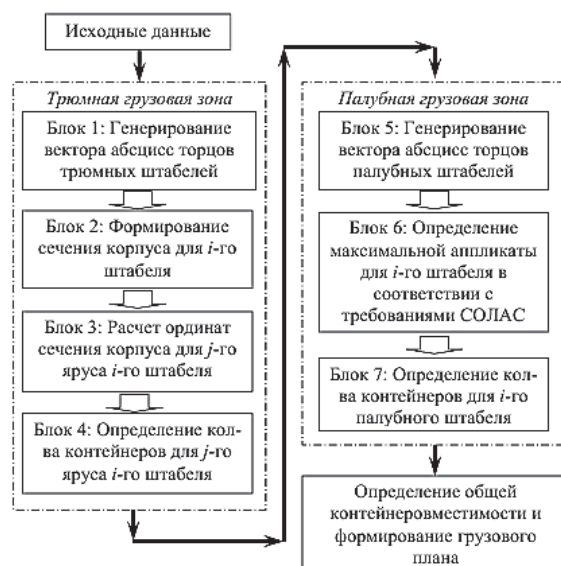 Исходные данные
Трюмная грузовая зона
Блок 1: Генерирование
вектора абсцисс торцов
трюмных штабелей
Блок 2: Формирование
сечения корпуса для i-го
штабеля
Блок 3: Расчет ординат
сечения корпуса для j-го
яруса i-го штабеля
Блок 4: Определение кол-
ва контейнеров для j-го
яруса i-го штабеля
Палубная грузовая зона
Блок 5: Генерирование
вектора абсцисс торцов
палубных штабелей
Блок 6: Определение
максимальной аппликаты
для i-го штабеля в
соответствии с
требованиями СОЛАС
Блок 7: Определение кол-
ва контейнеров для i-го
палубного штабеля
Определение общей
контейнеровместимости и
формирование грузового
плана